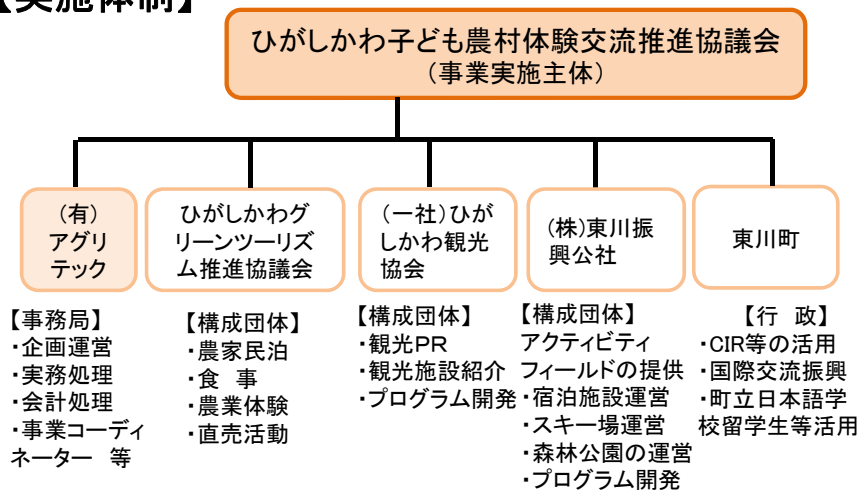 【実施体制】
ひがしかわ子ども農村体験交流推進協議会
(事業実施主体)
(有)
アグリ
テック
ひがしかわグ
リーンツーリズ
ム推進協議会
(一社)ひが
しかわ観光
協会
(株)東川振
興公社
東川町
【事務局】
・企画運営
・実務処理
・会計処理
・事業コーディ
ネーター 等
【構成団体】
・農家民泊
・食 事
・農業体験
・直売活動
【構成団体】
・観光PR
・観光施設紹介
・プログラム開発
【構成団体】
アクティビティ
フィールドの提供
・宿泊施設運営
・スキー場運営
・森林公園の運営
・プログラム開発
【行 政】
・CIR等の活用
・国際交流振興
・町立日本語学
校留学生等活用